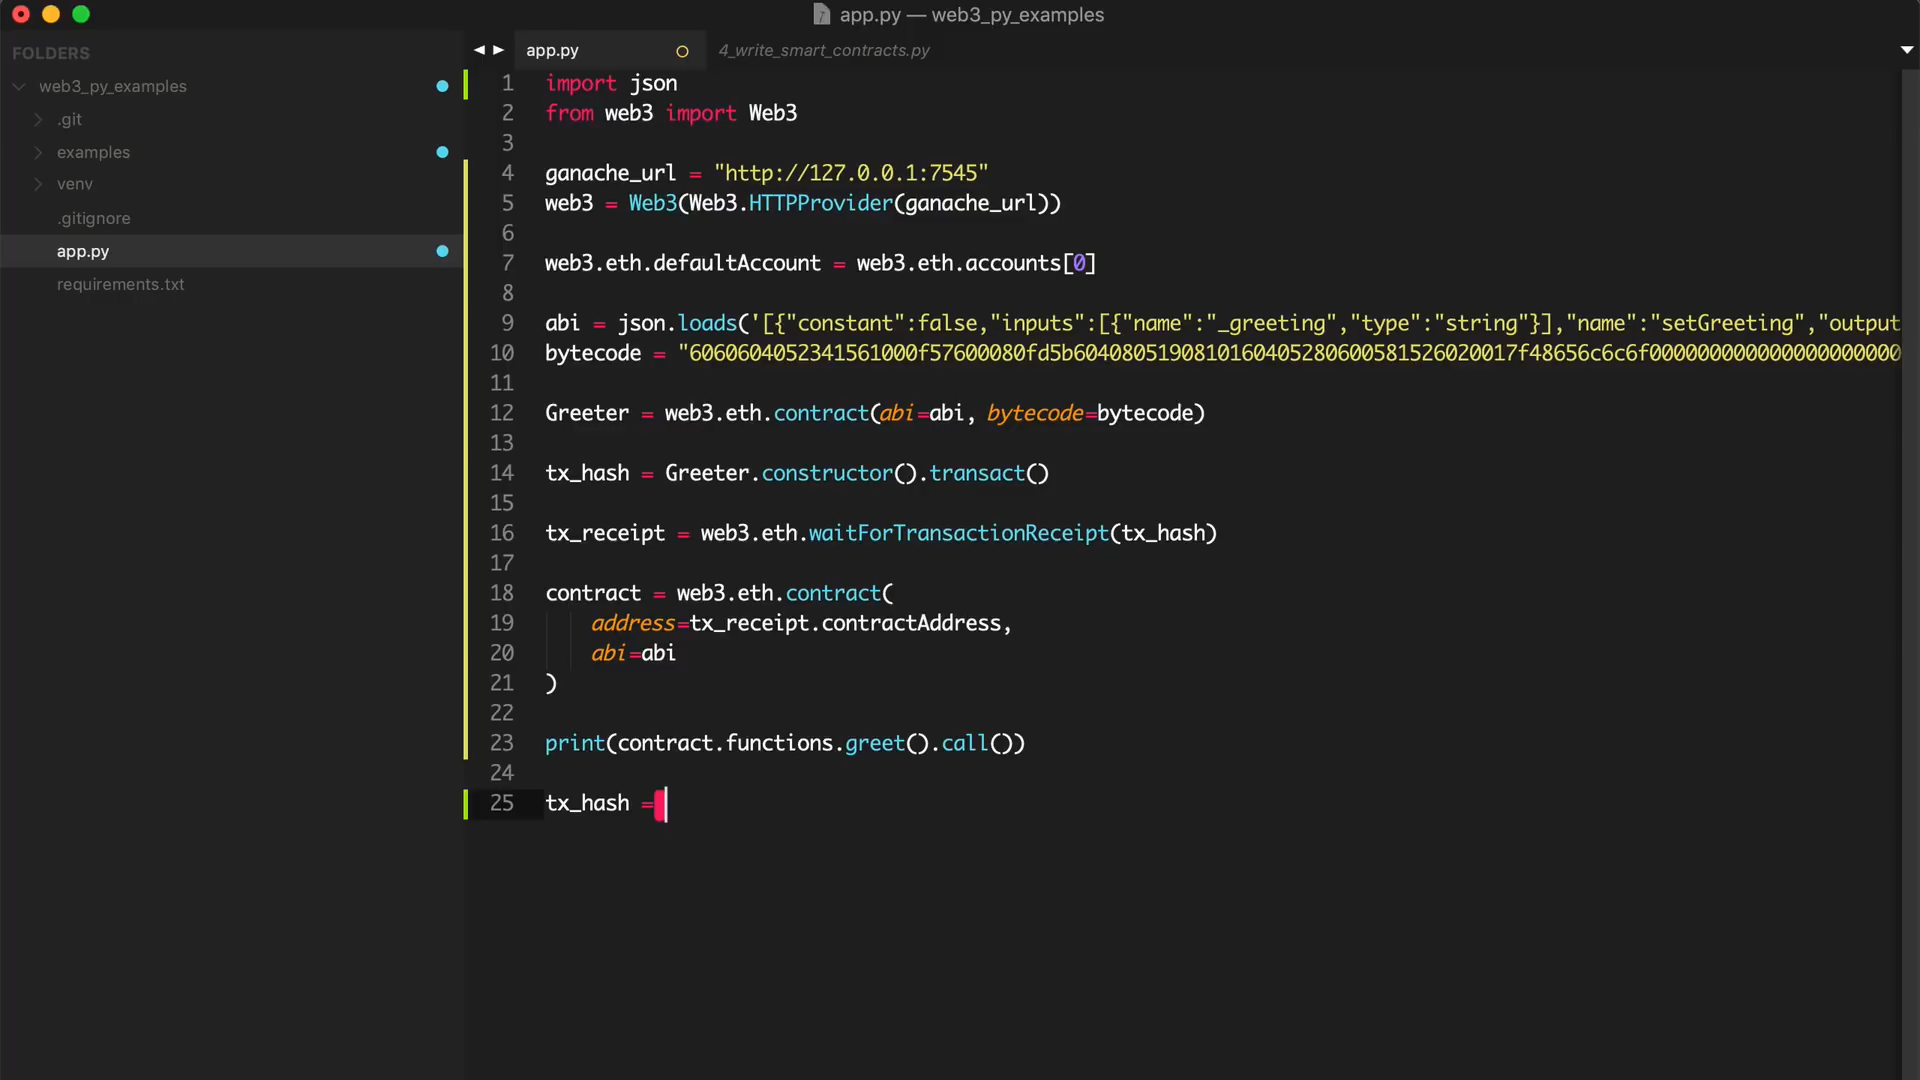 app.py — web3_py_examples
FOLDERS
web3_py_examples
.git
examples
venv
.gitignore
app.py
requirements.txt
app.py
4_write_smart_contracts.py
1 import json
2 from web3 import Web3
3
4 ganache_url = "http://127.0.0.1:7545"
5 web3 = Web3(Web3.HTTPProvider(ganache_url))
6
7 web3.eth.defaultAccount = web3.eth.accounts[0]
8
9 abi = json.loads('[{"constant":false,"inputs":[{"name":"_greeting","type":"string"}],"name":"setGreeting","output
10 bytecode = "6060604052341561000f57600080fd5b6040805190810160405280600581526020017f48656c6c6f000000000000000000000
11
12 Greeter = web3.eth.contract(abi=abi, bytecode=bytecode)
13
14 tx_hash = Greeter.constructor().transact()
15
16 tx_receipt = web3.eth.waitForTransactionReceipt(tx_hash)
17
18 contract = web3.eth.contract(
19 address=tx_receipt.contractAddress,
20 abi=abi
21 )
22
23 print(contract.functions.greet().call())
24
25 tx_hash =